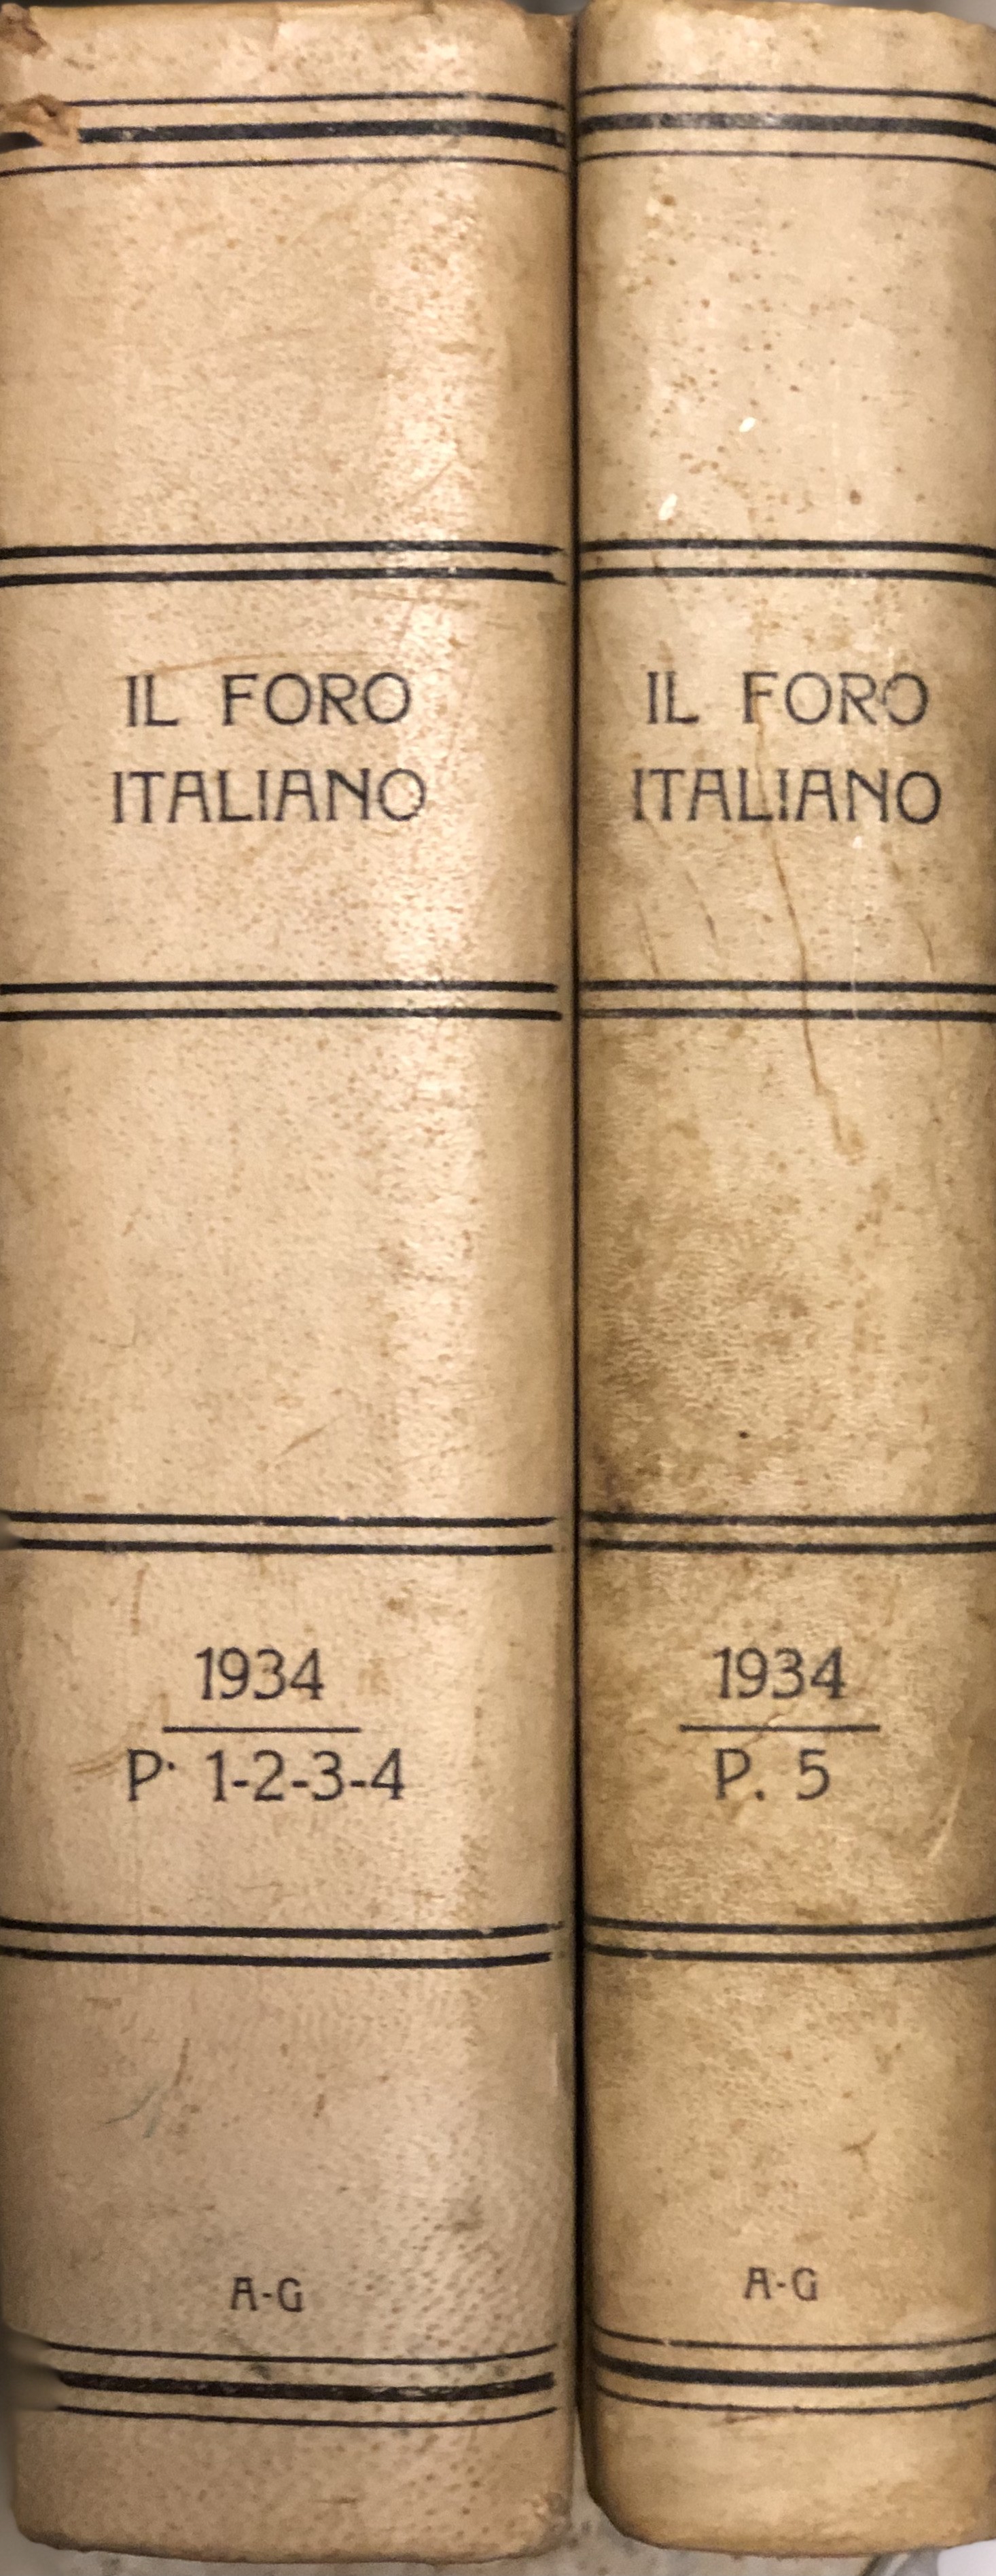 IL FORO
ITALIANO
1934
P. 1-2-3-4
A-G
IL FORO
ITALIANO
1934
P. 5
A-G